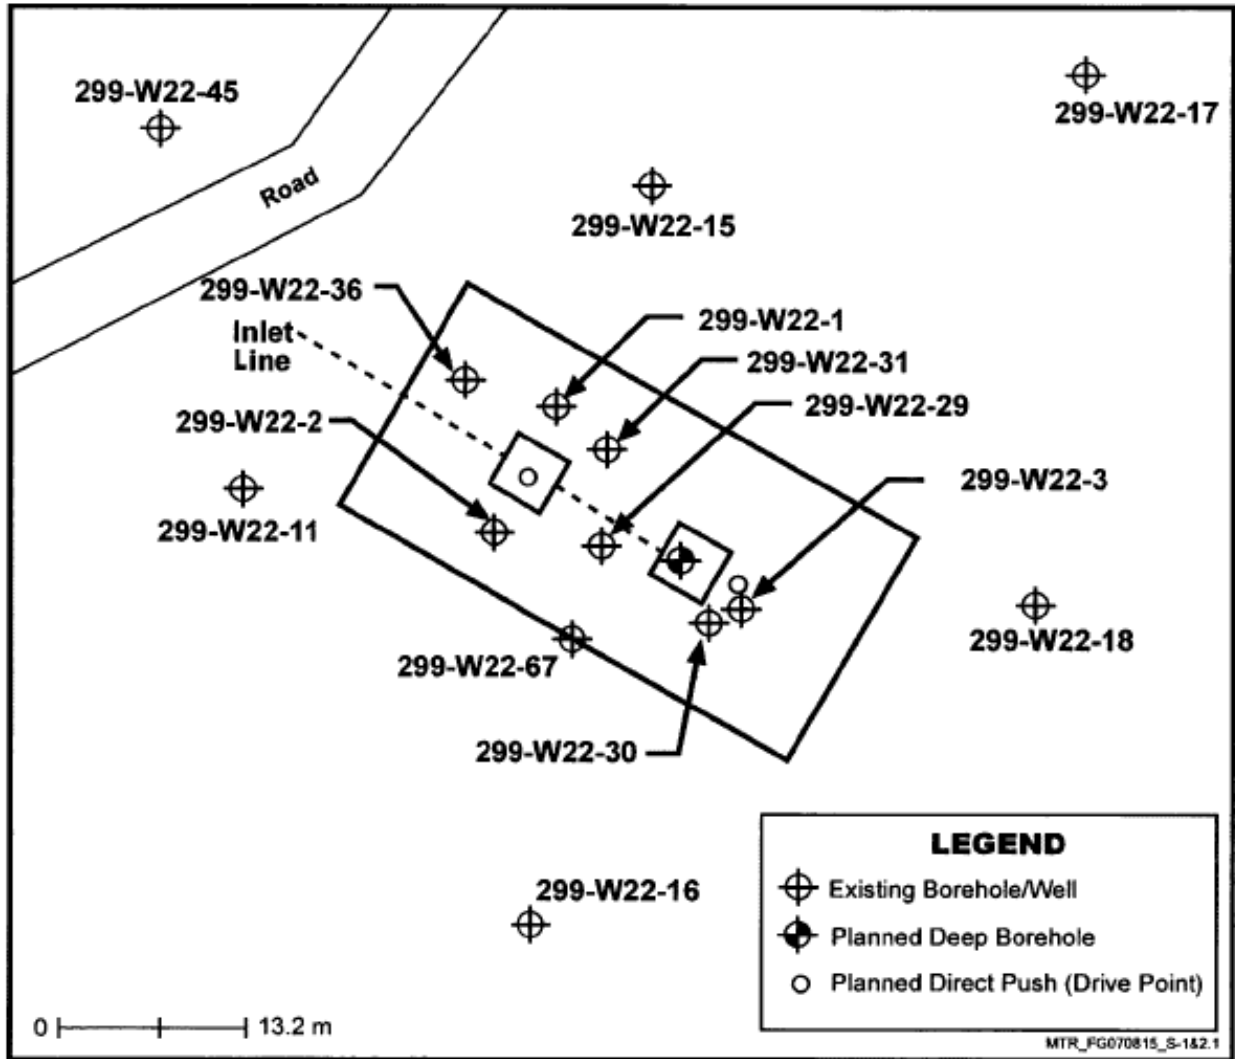 299-W22-45
299-W22-17
Road
299-W22-15
299-W22-36
299-W22-1
Inlet
Line
299-W22-31
299-W22-29
299-W22-2
299-W22-3
299-W22-11
299-W22-18
299-W22-67
299-W22-30
LEGEND
Existing Borehole/Well
299-W22-16
Planned Deep Borehole
Planned Direct Push (Drive Point)
0 13.2 m
MTR_FG070815_S-1&2.1